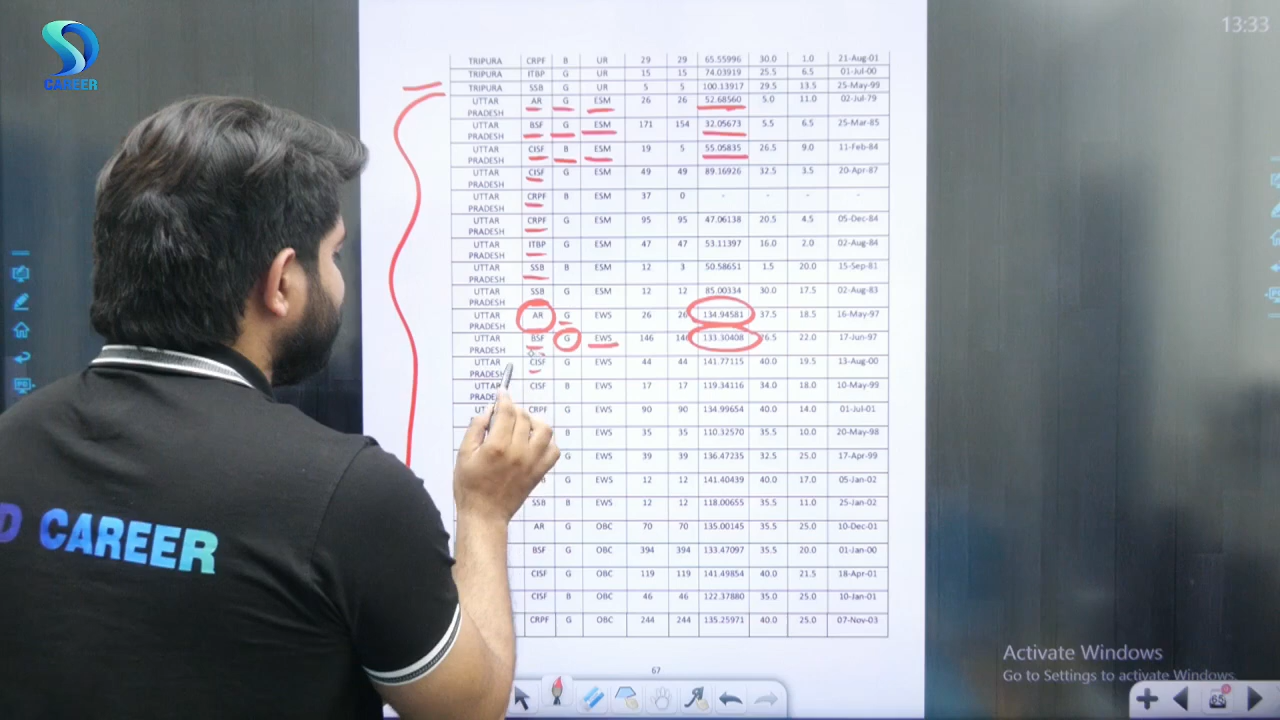 SD
CAREER
13:33
TRIPURA CRPF B UR 29 29 65.55996 30.0 1.0 21-Aug-01
TRIPURA ITBP G UR 15 15 74.03919 25.5 6.5 01-Jul-00
TRIPURA SSB G UR 5 5 100.13917 29.5 13.5 25-May-99
UTTAR PRADESH AR G ESM 26 26 52.68560 5.0 11.0 02-Jul-79
UTTAR PRADESH BSF G ESM 171 154 32.05673 5.5 6.5 25-Mar-85
UTTAR PRADESH CISF B ESM 19 5 55.05835 26.5 9.0 11-Feb-84
UTTAR PRADESH CISF G ESM 49 49 89.16926 32.5 3.5 20-Apr-87
UTTAR PRADESH CRPF B ESM 37 0 - - - -
UTTAR PRADESH CRPF G ESM 95 95 47.06138 20.5 4.5 05-Dec-84
UTTAR PRADESH ITBP G ESM 47 47 53.11397 16.0 2.0 02-Aug-84
UTTAR PRADESH SSB B ESM 12 3 50.58651 1.5 20.0 15-Sep-81
UTTAR PRADESH SSB G ESM 12 12 85.00334 30.0 17.5 02-Aug-83
UTTAR PRADESH AR G EWS 26 26 134.94581 37.5 18.5 16-May-97
UTTAR PRADESH BSF G EWS 146 133.30408 22.0 17-Jun-97
UTTAR PRADESH CISF G EWS 44 44 141.77115 40.0 19.5 13-Aug-00
UTTAR CISF B EWS 17 17 119.34116 34.0 18.0 10-May-99
CRPF G EWS 90 90 134.99654 40.0 14.0 01-Jul-01
B EWS 35 35 110.32570 35.5 10.0 20-May-98
G EWS 39 39 136.47235 32.5 25.0 17-Apr-99
G EWS 12 12 141.40439 40.0 17.0 05-Jan-02
SSB B EWS 12 12 118.00655 35.5 11.0 25-Jan-02
AR G OBC 70 70 135.00145 35.5 25.0 10-Dec-01
BSF G OBC 394 394 133.47097 35.5 20.0 01-Jan-00
CISF G OBC 119 119 141.49854 40.0 21.5 18-Apr-01
CISF B OBC 46 46 122.37880 35.0 25.0 10-Jan-01
CRPF G OBC 244 244 135.25971 40.0 25.0 07-Nov-03
67
D CAREER
Activate Windows
Go to Settings to activate Windows.
65